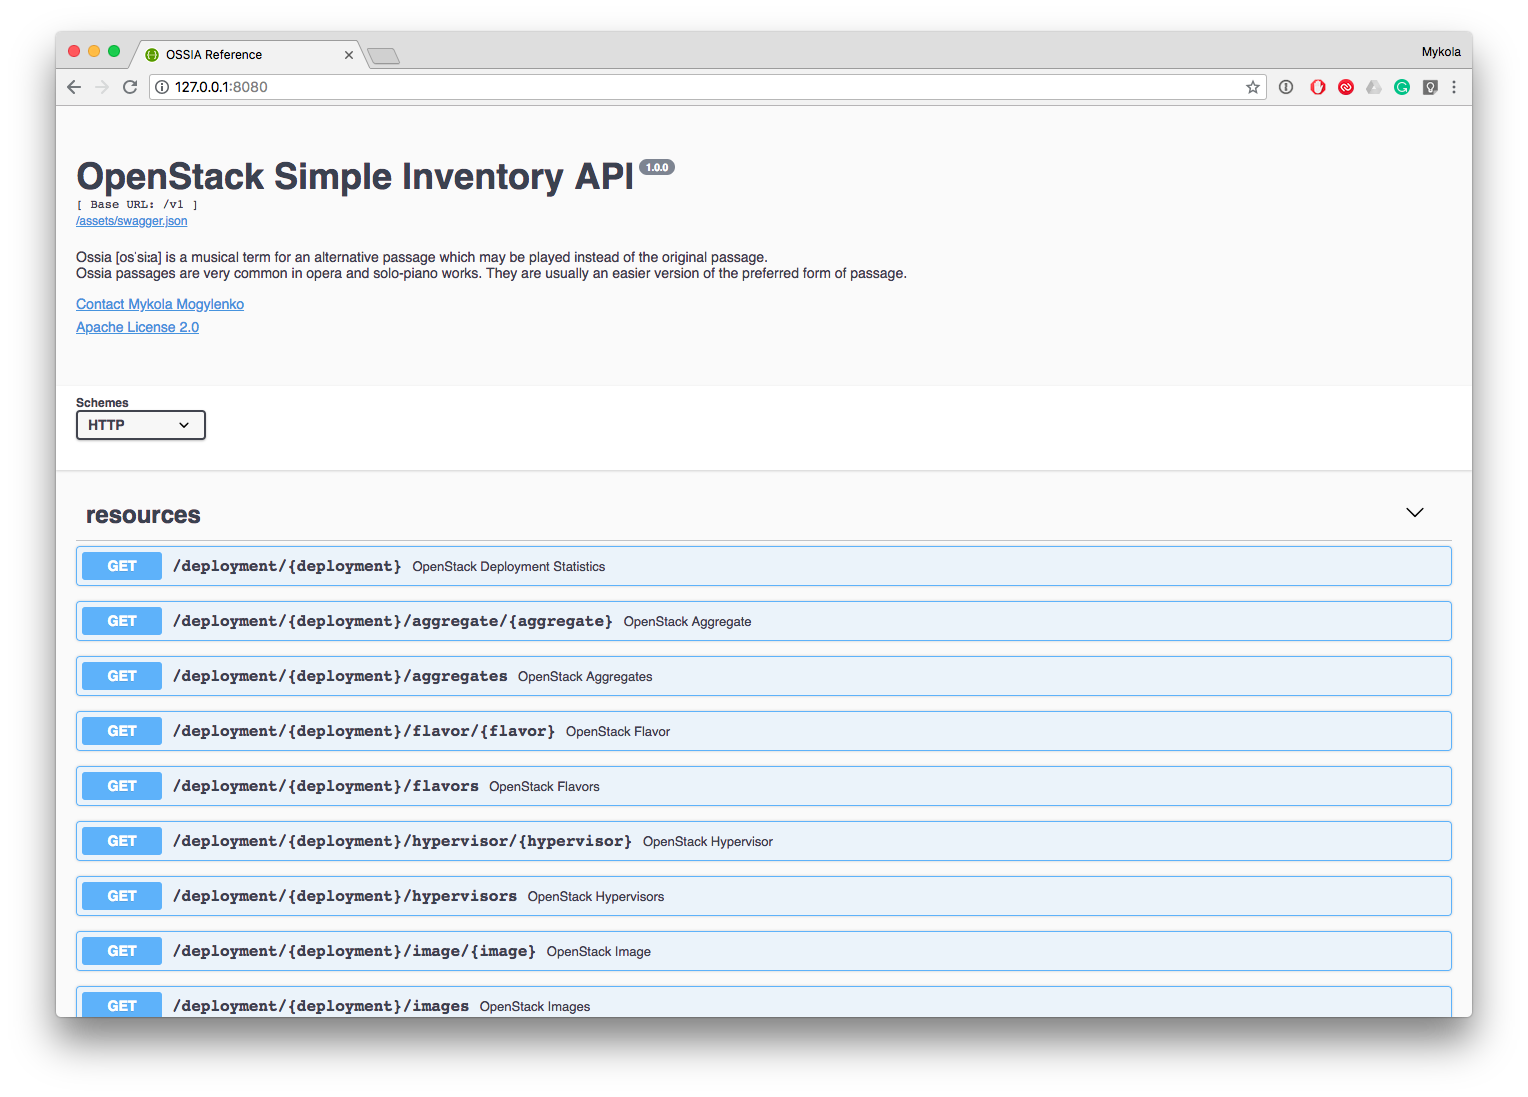 OSSIA Reference
Mykola
127.0.0.1:8080
OpenStack Simple Inventory API 1.0.0
[ Base URL: /v1 ]
/assets/swagger.json
Ossia [osˈsiːa] is a musical term for an alternative passage which may be played instead of the original passage.
Ossia passages are very common in opera and solo-piano works. They are usually an easier version of the preferred form of passage.
Contact Mykola Mogylenko
Apache License 2.0
Schemes
HTTP
resources
GET /deployment/{deployment} OpenStack Deployment Statistics
GET /deployment/{deployment}/aggregate/{aggregate} OpenStack Aggregate
GET /deployment/{deployment}/aggregates OpenStack Aggregates
GET /deployment/{deployment}/flavor/{flavor} OpenStack Flavor
GET /deployment/{deployment}/flavors OpenStack Flavors
GET /deployment/{deployment}/hypervisor/{hypervisor} OpenStack Hypervisor
GET /deployment/{deployment}/hypervisors OpenStack Hypervisors
GET /deployment/{deployment}/image/{image} OpenStack Image
GET /deployment/{deployment}/images OpenStack Images